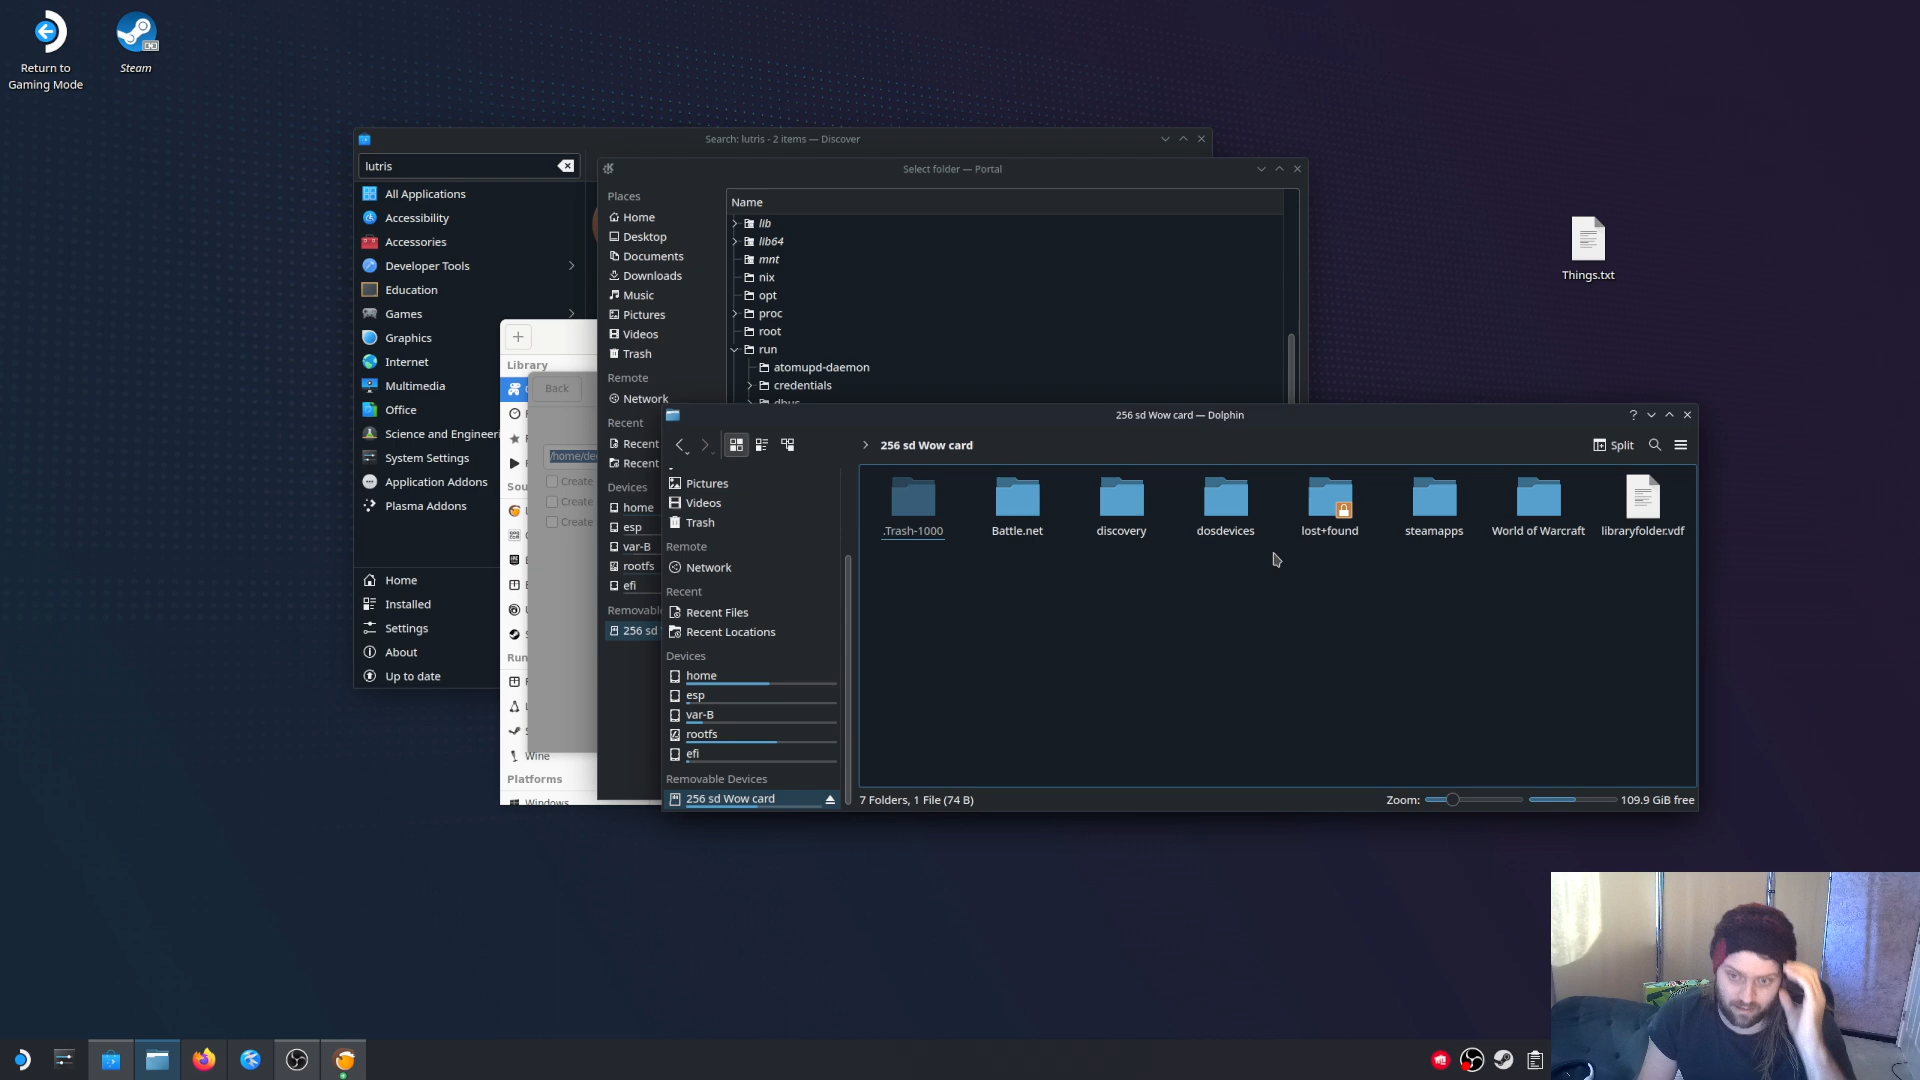 Return to
Gaming Mode
Steam
Things.txt
Search: lutris - 2 items — Discover
lutris
All Applications
Accessibility
Accessories
Developer Tools
Education
Games
Graphics
Internet
Multimedia
Office
Science and Engineeri
System Settings
Application Addons
Plasma Addons
Home
Installed
Settings
About
Up to date
Library
Sou
Run
Wine
Platforms
Windows
Back
/home/de
Create
Create
Create
Select folder — Portal
Places
Home
Desktop
Documents
Downloads
Music
Pictures
Videos
Trash
Remote
Network
Recent
Recent
Recent
Devices
home
esp
var-B
rootfs
efi
Removabl
256 sd
Name
lib
lib64
mnt
nix
opt
proc
root
run
atomupd-daemon
credentials
dbus
256 sd Wow card — Dolphin
256 sd Wow card
Split
Pictures
Videos
Trash
Remote
Network
Recent
Recent Files
Recent Locations
Devices
home
esp
var-B
rootfs
efi
Removable Devices
256 sd Wow card
.Trash-1000
Battle.net
discovery
dosdevices
lost+found
steamapps
World of Warcraft
libraryfolder.vdf
7 Folders, 1 File (74 B)
Zoom:
109.9 GiB free